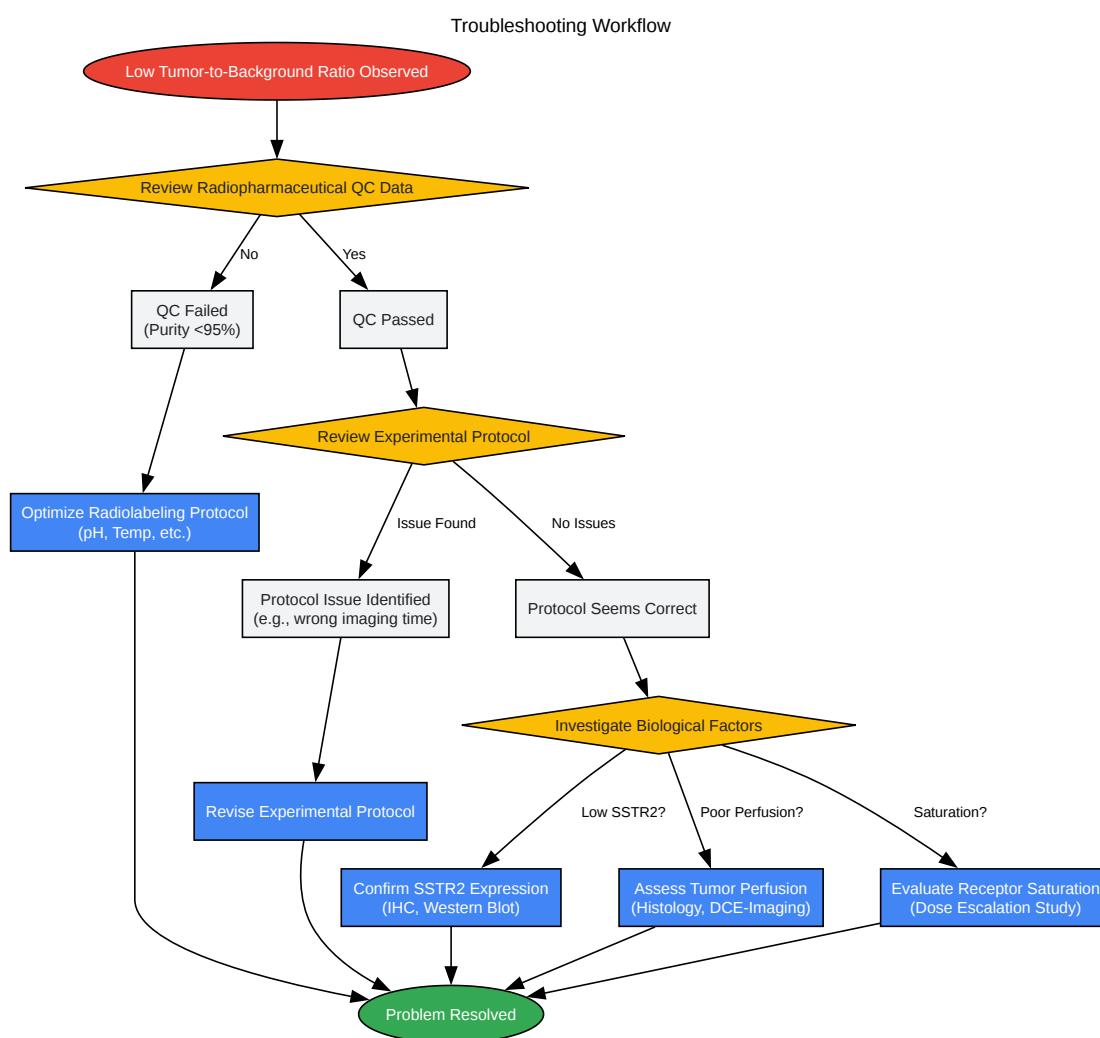 Troubleshooting Workflow
Low Tumor-to-Background Ratio Observed
Review Radiopharmaceutical QC Data
No
Yes
QC Failed
(Purity <95%)
QC Passed
Review Experimental Protocol
Optimize Radiolabeling Protocol
(pH, Temp, etc.)
Issue Found
No Issues
Protocol Issue Identified
(e.g., wrong imaging time)
Protocol Seems Correct
Investigate Biological Factors
Revise Experimental Protocol
Low SSTR2?
Poor Perfusion?
Saturation?
Confirm SSTR2 Expression
(IHC, Western Blot)
Assess Tumor Perfusion
(Histology, DCE-Imaging)
Evaluate Receptor Saturation
(Dose Escalation Study)
Problem Resolved